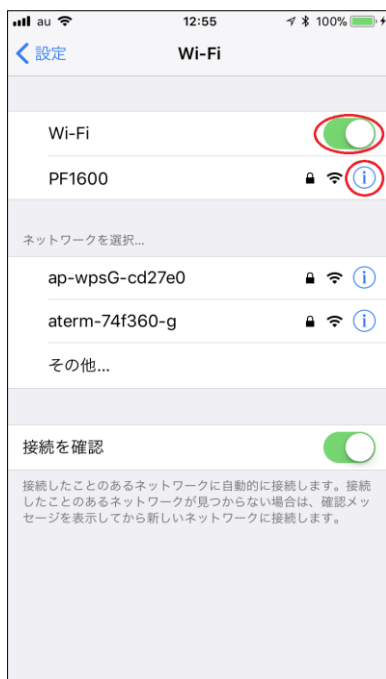 au 12:55 100%
設定 Wi-Fi
Wi-Fi
PF1600
ネットワークを選択...
ap-wpsG-cd27e0
aterm-74f360-g
その他...
接続を確認
接続したことのあるネットワークに自動的に接続します。接続
したことのあるネットワークが見つからない場合は、確認メッ
セージを表示してから新しいネットワークに接続します。